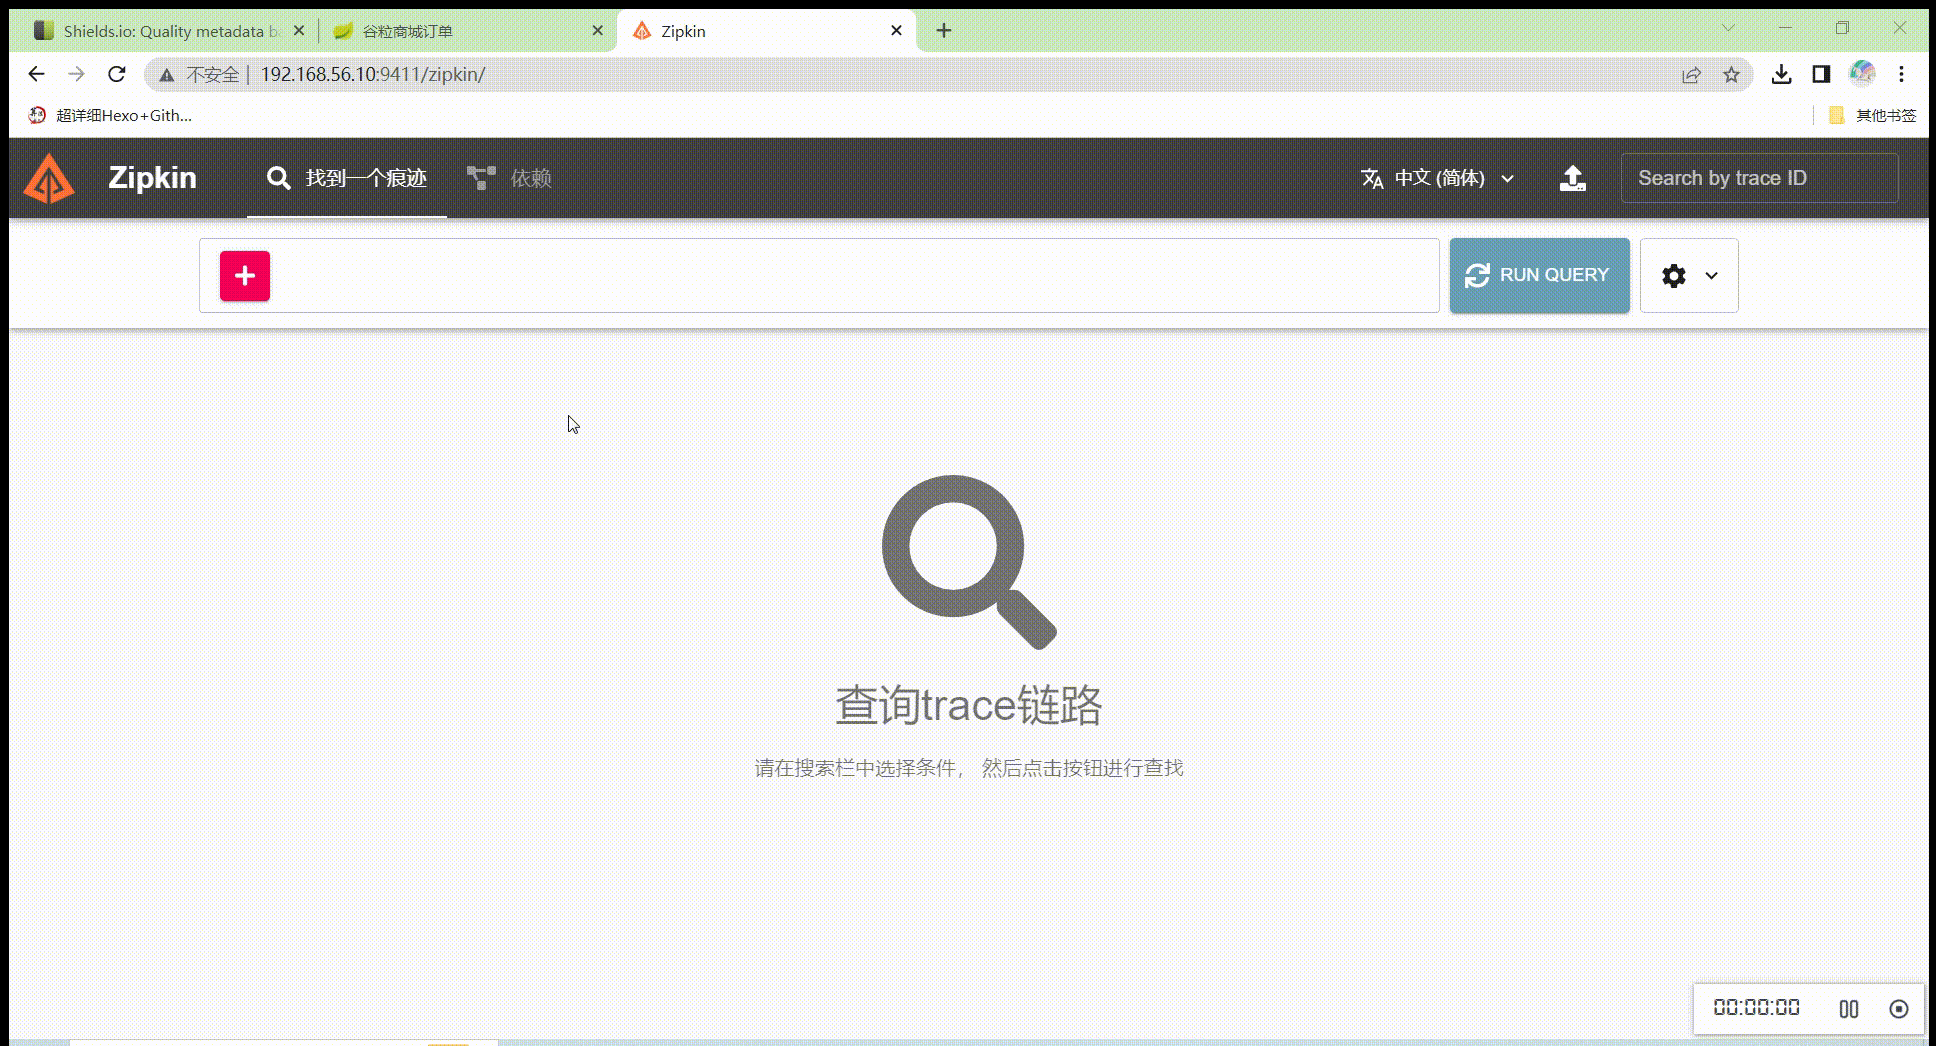 Shields.io: Quality metadata ba
谷粒商城订单
Zipkin
不安全 | 192.168.56.10:9411/zipkin/
超详细Hexo+Gith...
其他书签
Zipkin
找到一个痕迹
依赖
中文 (简体)
Search by trace ID
RUN QUERY
查询trace链路
请在搜索栏中选择条件， 然后点击按钮进行查找
00:00:00